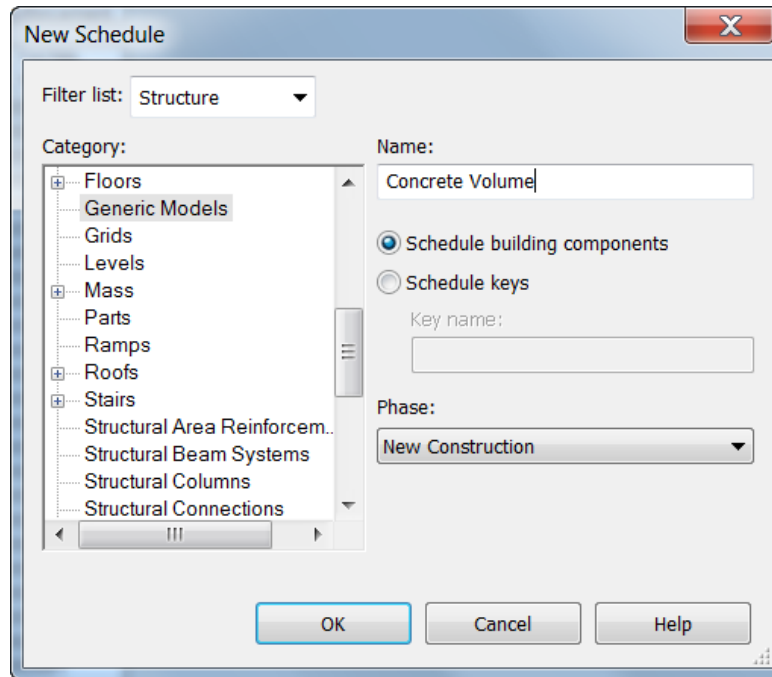 New Schedule
Filter list: Structure
Category:
Floors
Generic Models
Grids
Levels
Mass
Parts
Ramps
Roofs
Stairs
Structural Area Reinforcem..
Structural Beam Systems
Structural Columns
Structural Connections
Name:
Concrete Volume
Schedule building components
Schedule keys
Key name:
Phase:
New Construction
OK Cancel Help